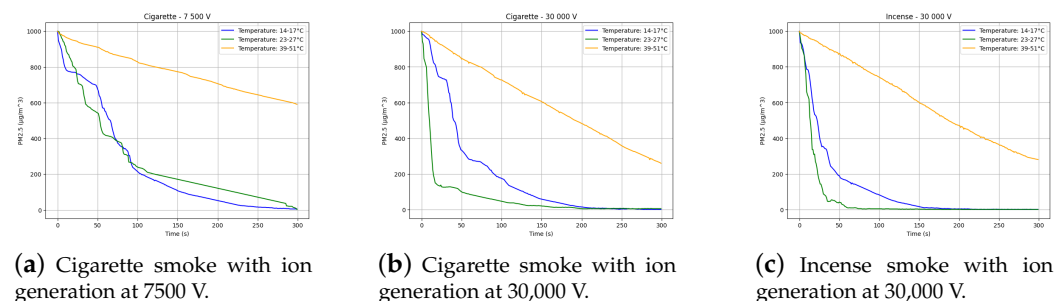 Cigarette - 7 500 V
1000
800
600
400
200
0
PM2.5 (µg/m^3)
0 50 100 150 200 250 300
Time (s)
Temperature: 14-17°C
Temperature: 23-27°C
Temperature: 39-51°C
(a) Cigarette smoke with ion
generation at 7500 V.
Cigarette - 30 000 V
1000
800
600
400
200
0
PM2.5 (µg/m^3)
0 50 100 150 200 250 300
Time (s)
Temperature: 14-17°C
Temperature: 23-27°C
Temperature: 39-51°C
(b) Cigarette smoke with ion
generation at 30,000 V.
Incense - 30 000 V
1000
800
600
400
200
0
PM2.5 (µg/m^3)
0 50 100 150 200 250 300
Time (s)
Temperature: 14-17°C
Temperature: 23-27°C
Temperature: 39-51°C
(c) Incense smoke with ion
generation at 30,000 V.